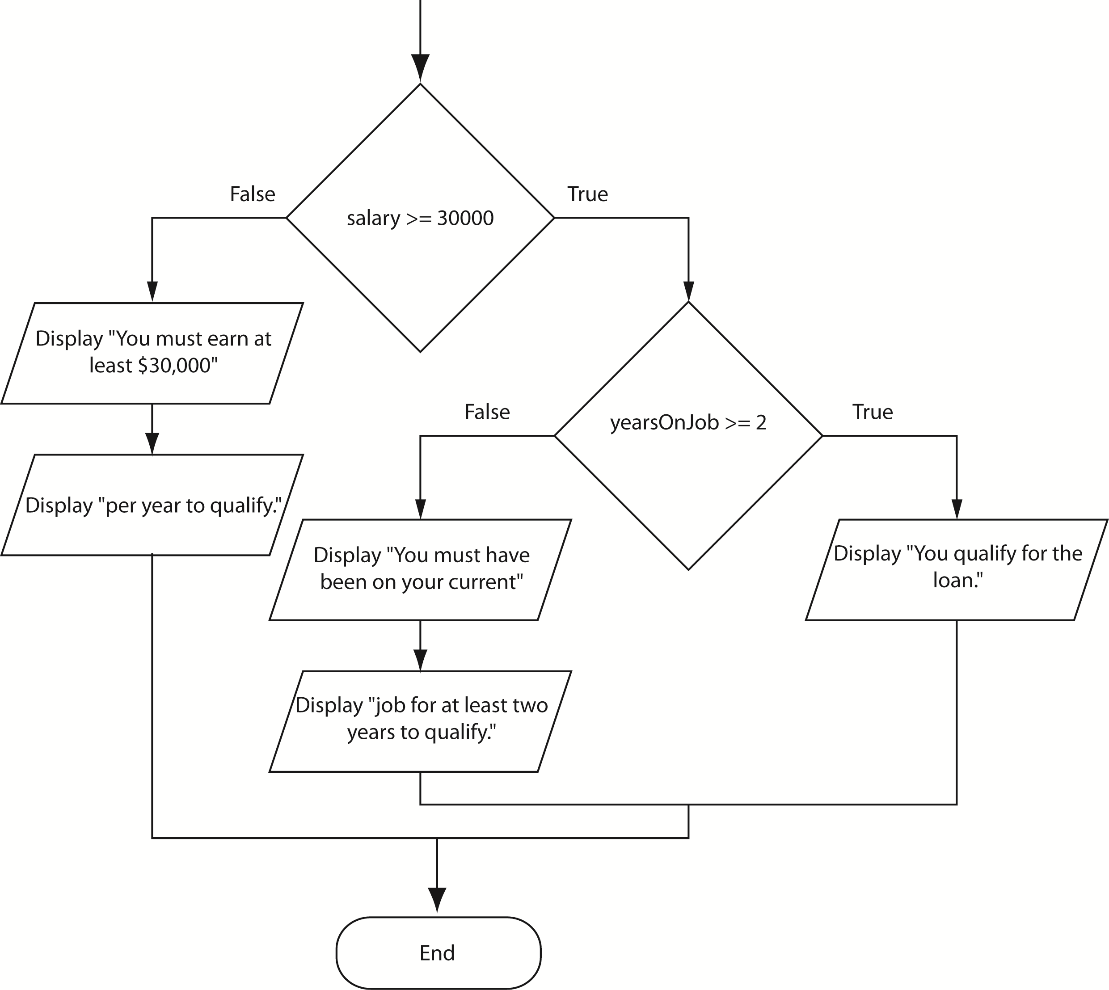 False
True
salary >= 30000
Display "You must earn at
least $30,000"
False
True
yearsOnJob >= 2
Display "per year to qualify."
Display "You must have
been on your current"
Display "You qualify for the
loan."
Display "job for at least two
years to qualify."
End